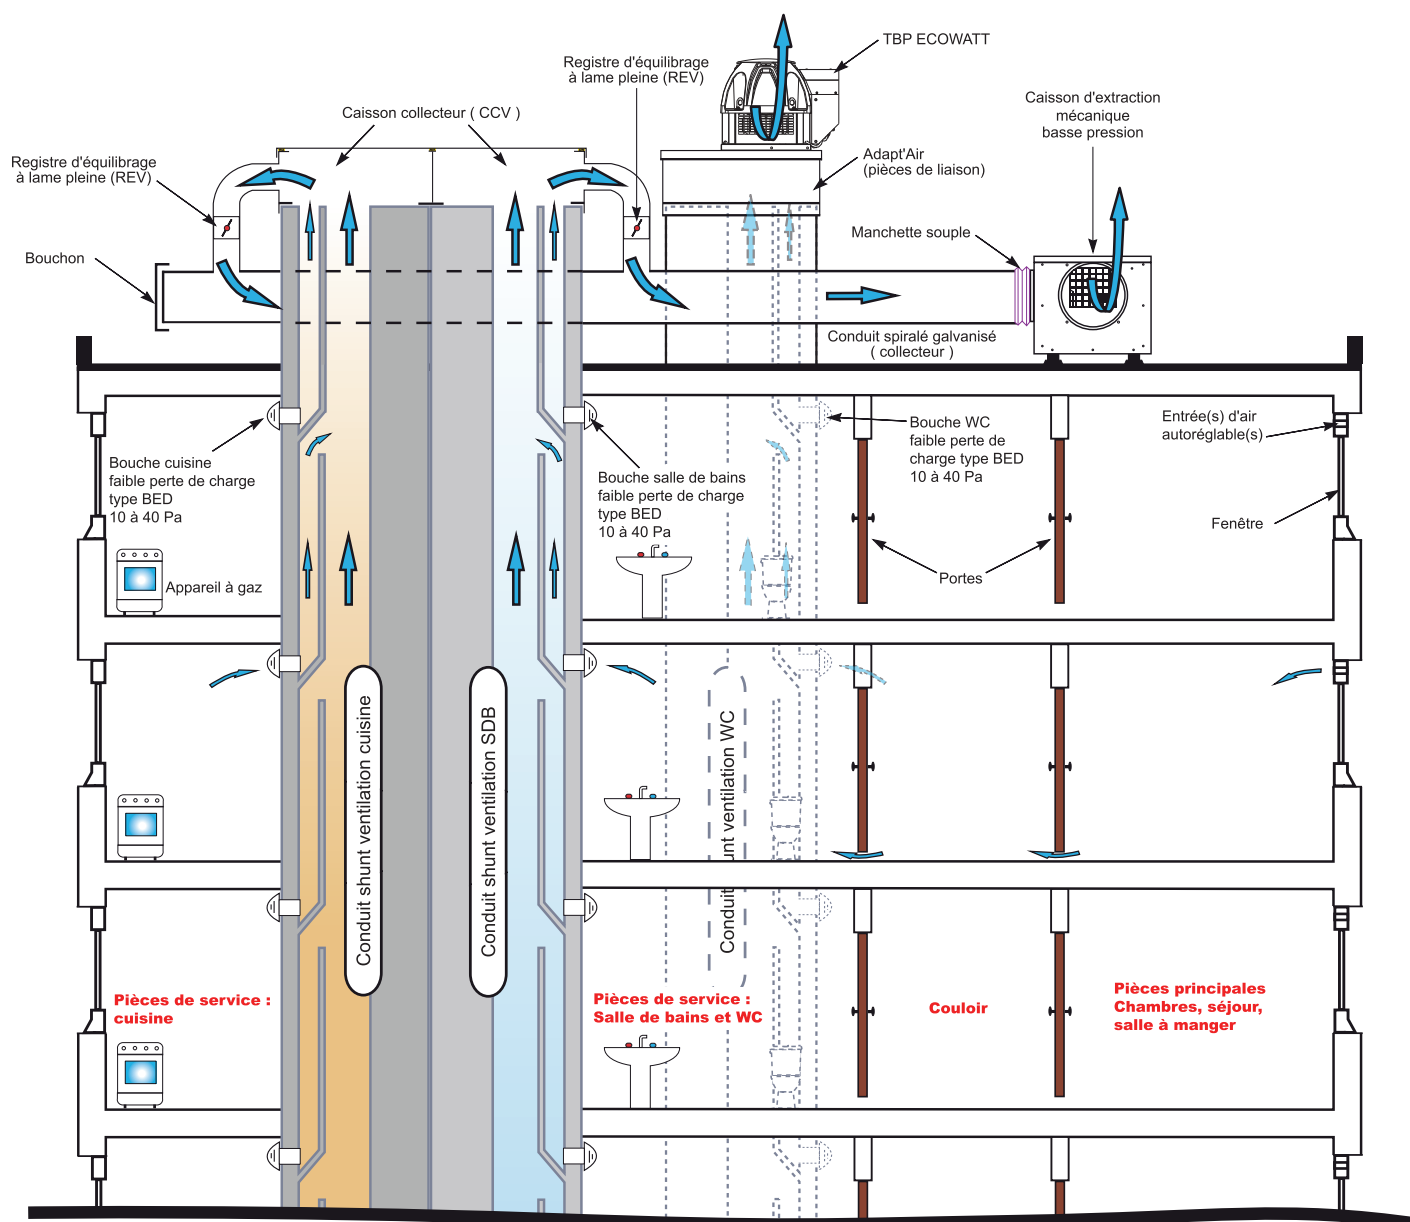 TBP ECOWATT
Registre d'équilibrage
à lame pleine (REV)
Caisson d'extraction
mécanique
basse pression
Caisson collecteur ( CCV )
Registre d'équilibrage
à lame pleine (REV)
Adapt'Air
(pièces de liaison)
Manchette souple
Bouchon
Conduit spiralé galvanisé
( collecteur )
Bouche cuisine
faible perte de charge
type BED
10 à 40 Pa
Bouche salle de bains
faible perte de charge
type BED
10 à 40 Pa
Bouche WC
faible perte de
charge type BED
10 à 40 Pa
Entrée(s) d'air
autoréglable(s)
Fenêtre
Appareil à gaz
Portes
Conduit shunt ventilation cuisine
Conduit shunt ventilation SDB
Conduit shunt ventilation WC
Pièces de service :
cuisine
Pièces de service :
Salle de bains et WC
Couloir
Pièces principales
Chambres, séjour,
salle à manger